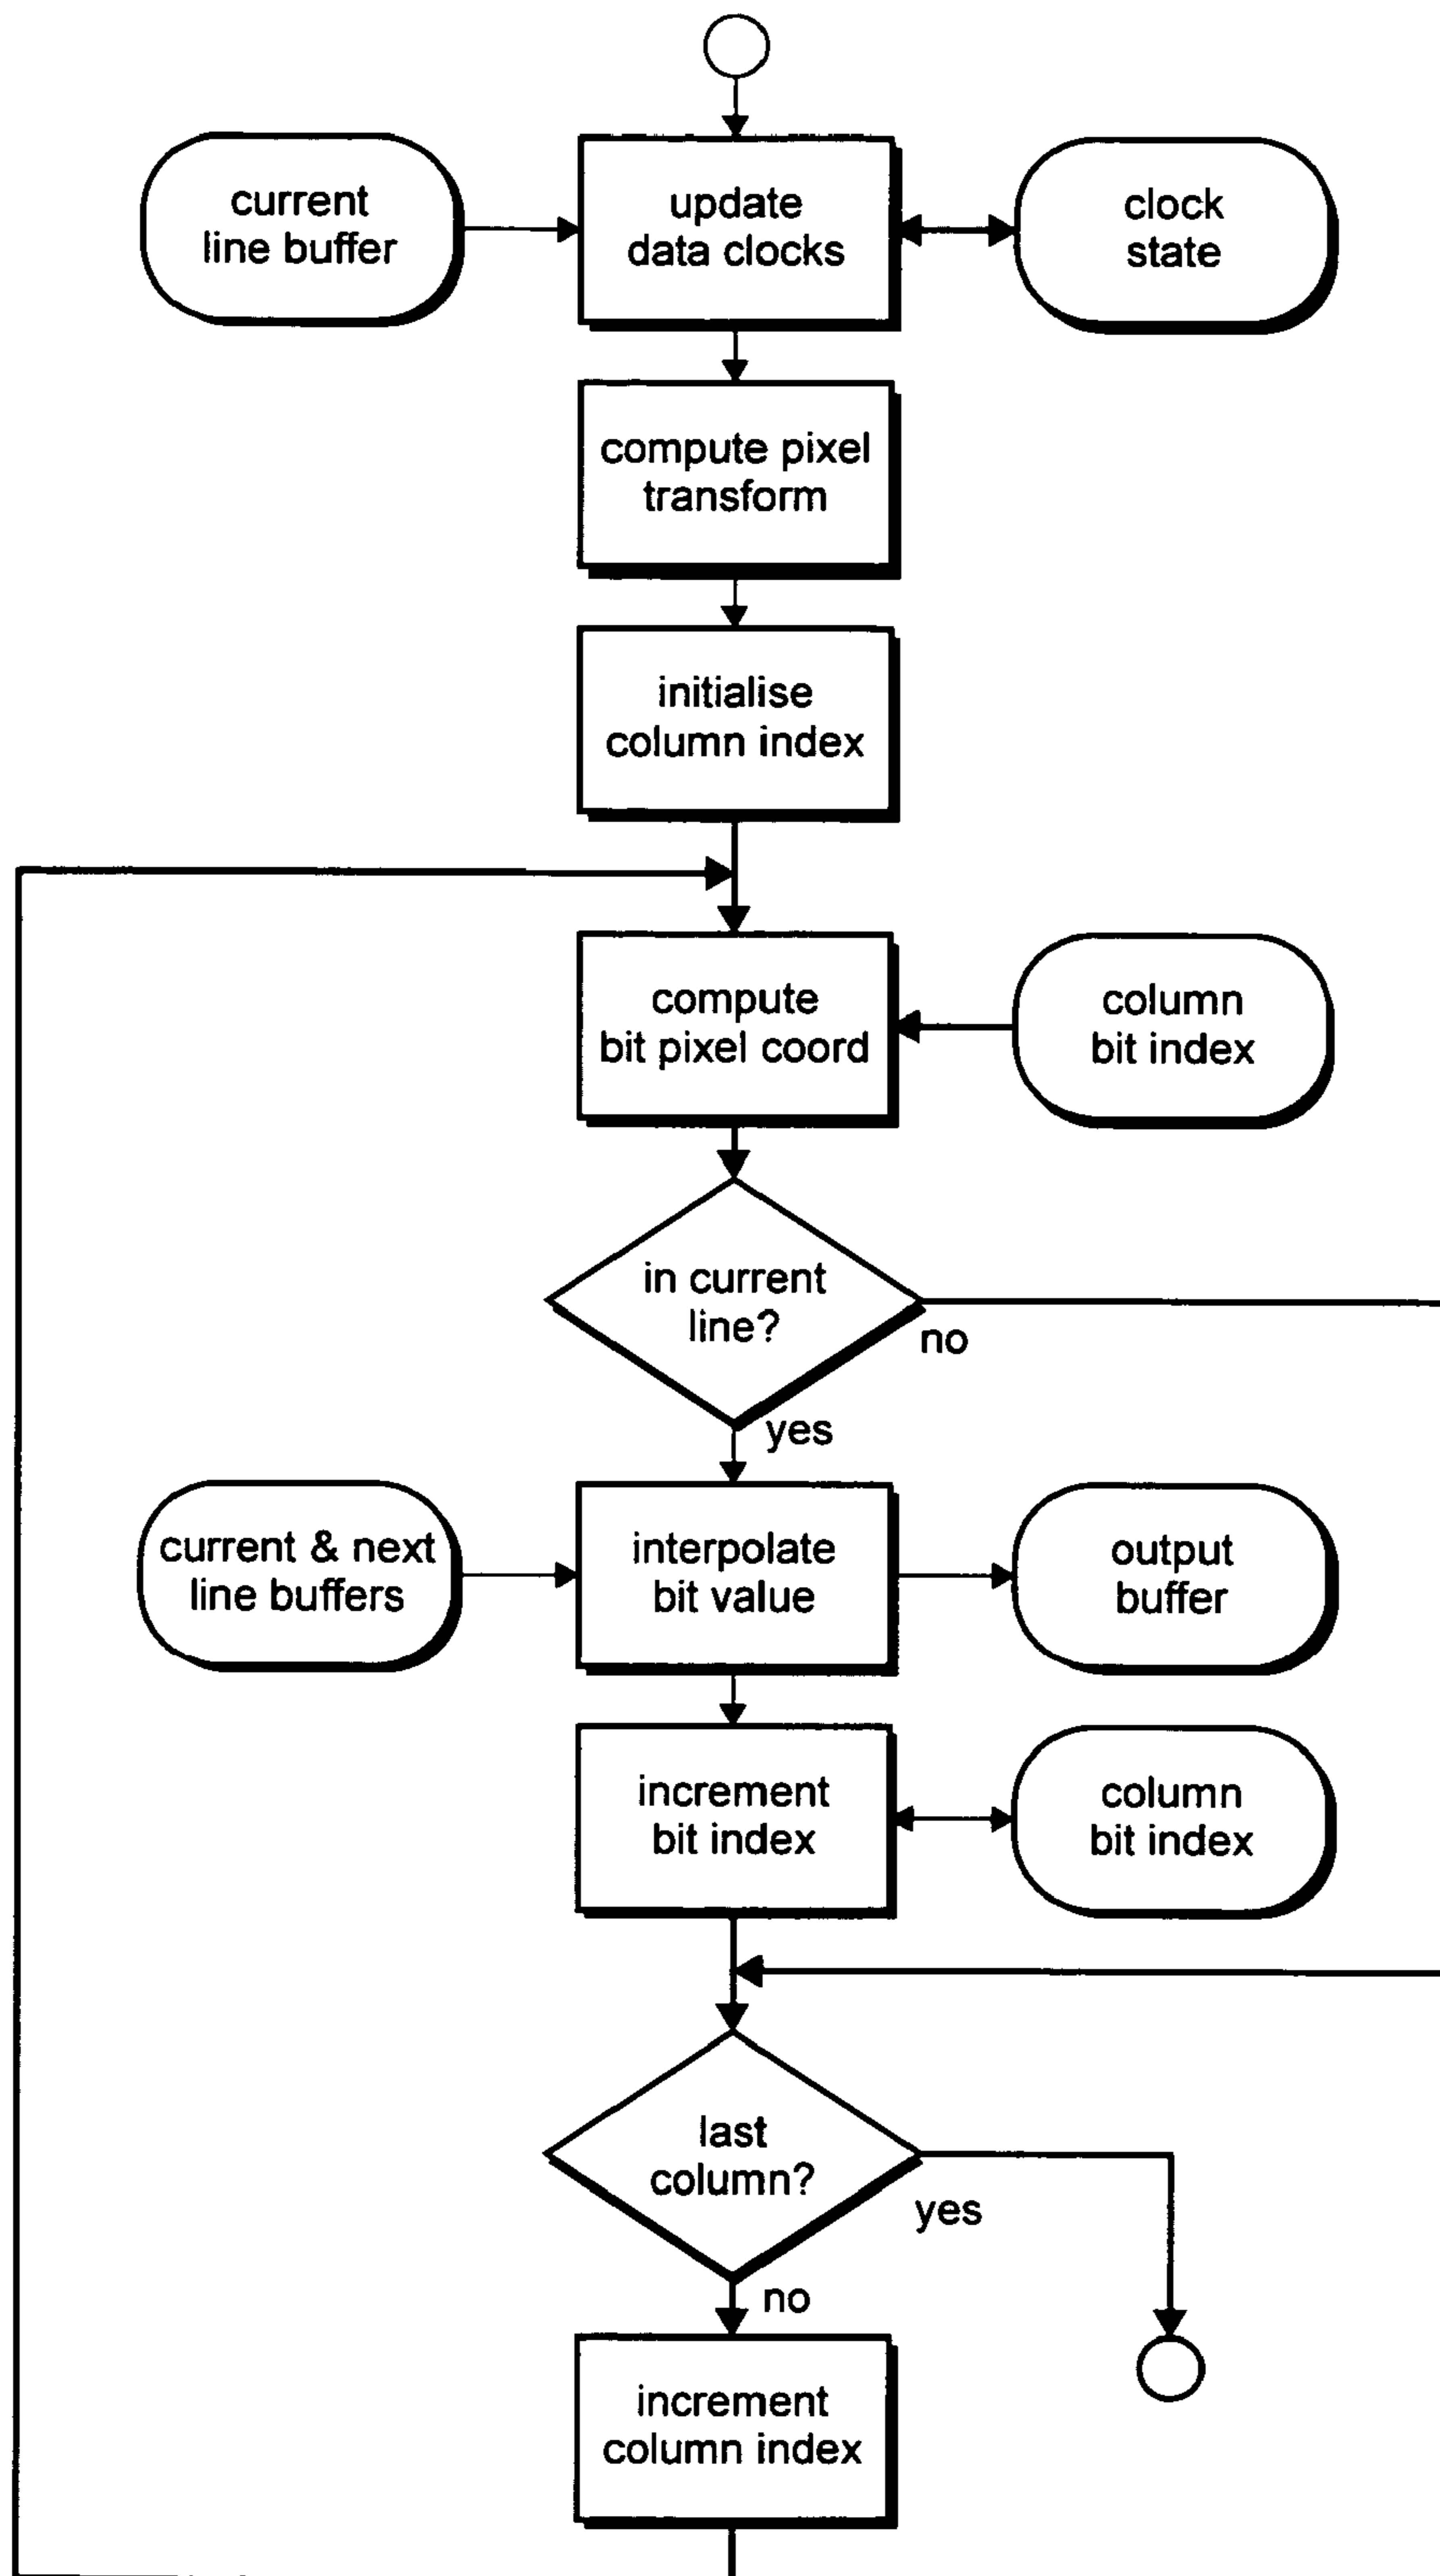 current
line buffer
update
data clocks
clock
state
compute pixel
transform
initialise
column index
compute
bit pixel coord
column
bit index
in current
line?
no
yes
current & next
line buffers
interpolate
bit value
output
buffer
increment
bit index
column
bit index
last
column?
yes
no
increment
column index